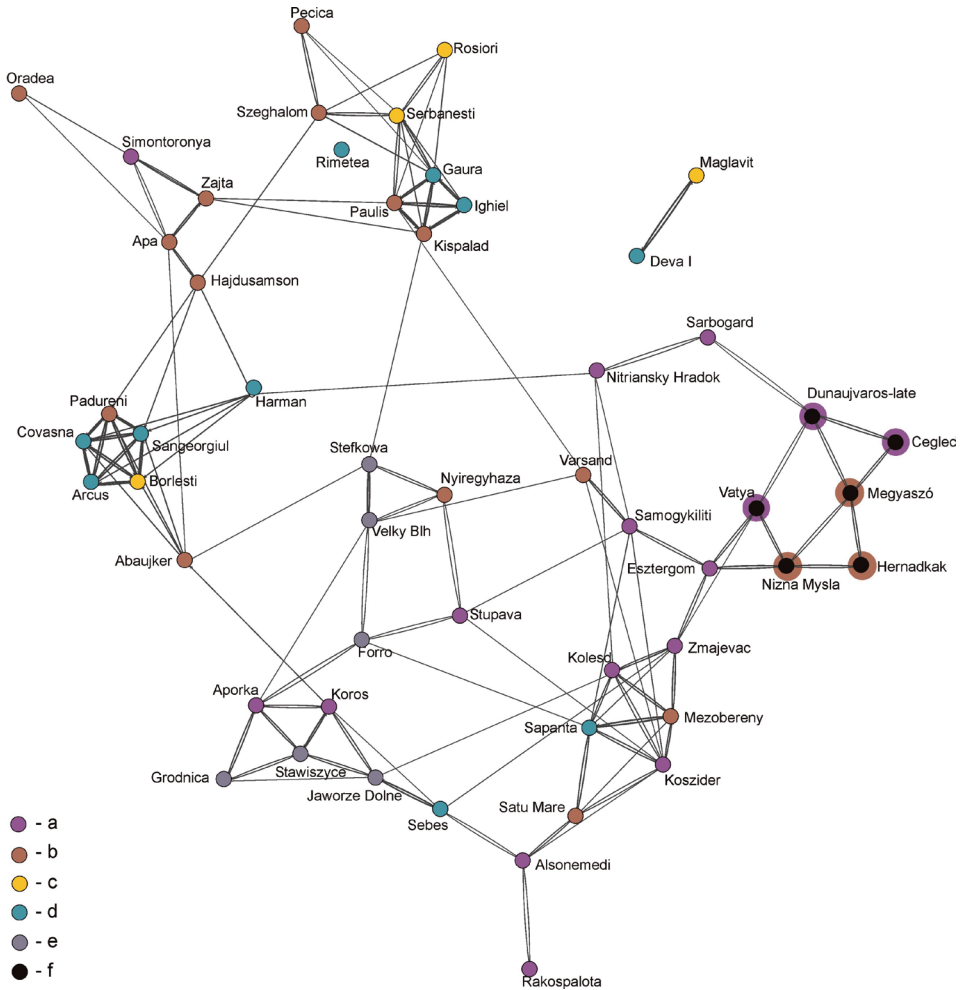 Pecica
Rosiori
Oradea
Szeghalom
Serbanesti
Simontoronya
Rimetea
Maglavit
Zajta
Gaura
Paulis
Ighiel
Apa
Kispalad
Deva I
Hajdusamson
Sarbogard
Nitriansky Hradok
Dunaujvaros-late
Padureni
Harman
Covasna
Sangeorgiul
Cegled
Stefkowa
Varsand
Nyiregyhaza
Arcus
Borlesti
Vatya
Megyaszó
Velky Blh
Samogykiliti
Abaujker
Esztergom
Nizna Mysla
Hernadkak
Stupava
Forro
Kolesd
Zmajevac
Aporka
Koros
Sapanta
Mezobereny
Grodnica
Stawiszyce
Jaworze Dolne
Koszider
Satu Mare
Sebes
- a
- b
Alsonemedi
- c
- d
- e
- f
Rakospalota